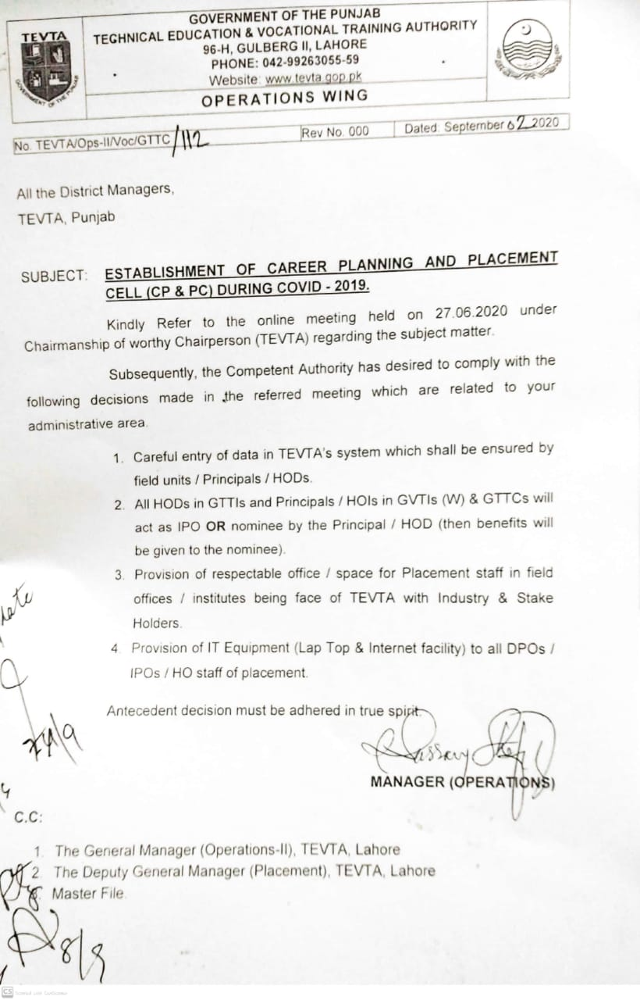 GOVERNMENT OF THE PUNJAB
TECHNICAL EDUCATION & VOCATIONAL TRAINING AUTHORITY
96-H, GULBERG II, LAHORE
PHONE: 042-99263055-59
Website: www.tevta.gop.pk
OPERATIONS WING
TEVTA
GOVERNMENT OF THE PUNJAB
No. TEVTA/Ops-II/Voc/GTTC/112
Rev No. 000
Dated: September 02 2020
All the District Managers,
TEVTA, Punjab
SUBJECT: ESTABLISHMENT OF CAREER PLANNING AND PLACEMENT
CELL (CP & PC) DURING COVID - 2019.
Kindly Refer to the online meeting held on 27.06.2020 under
Chairmanship of worthy Chairperson (TEVTA) regarding the subject matter.
Subsequently, the Competent Authority has desired to comply with the
following decisions made in the referred meeting which are related to your
administrative area.
1. Careful entry of data in TEVTA's system which shall be ensured by
field units / Principals / HODs.
2. All HODs in GTTIs and Principals / HOIs in GVTIs (W) & GTTCs will
act as IPO OR nominee by the Principal / HOD (then benefits will
be given to the nominee).
3. Provision of respectable office / space for Placement staff in field
offices / institutes being face of TEVTA with Industry & Stake
Holders.
4. Provision of IT Equipment (Lap Top & Internet facility) to all DPOs /
IPOs / HO staff of placement.
Antecedent decision must be adhered in true spirit.
24/9
MANAGER (OPERATIONS)
C.C:
1. The General Manager (Operations-II), TEVTA, Lahore
2. The Deputy General Manager (Placement), TEVTA, Lahore
3. Master File.
8/9
CS Scanned with CamScanner